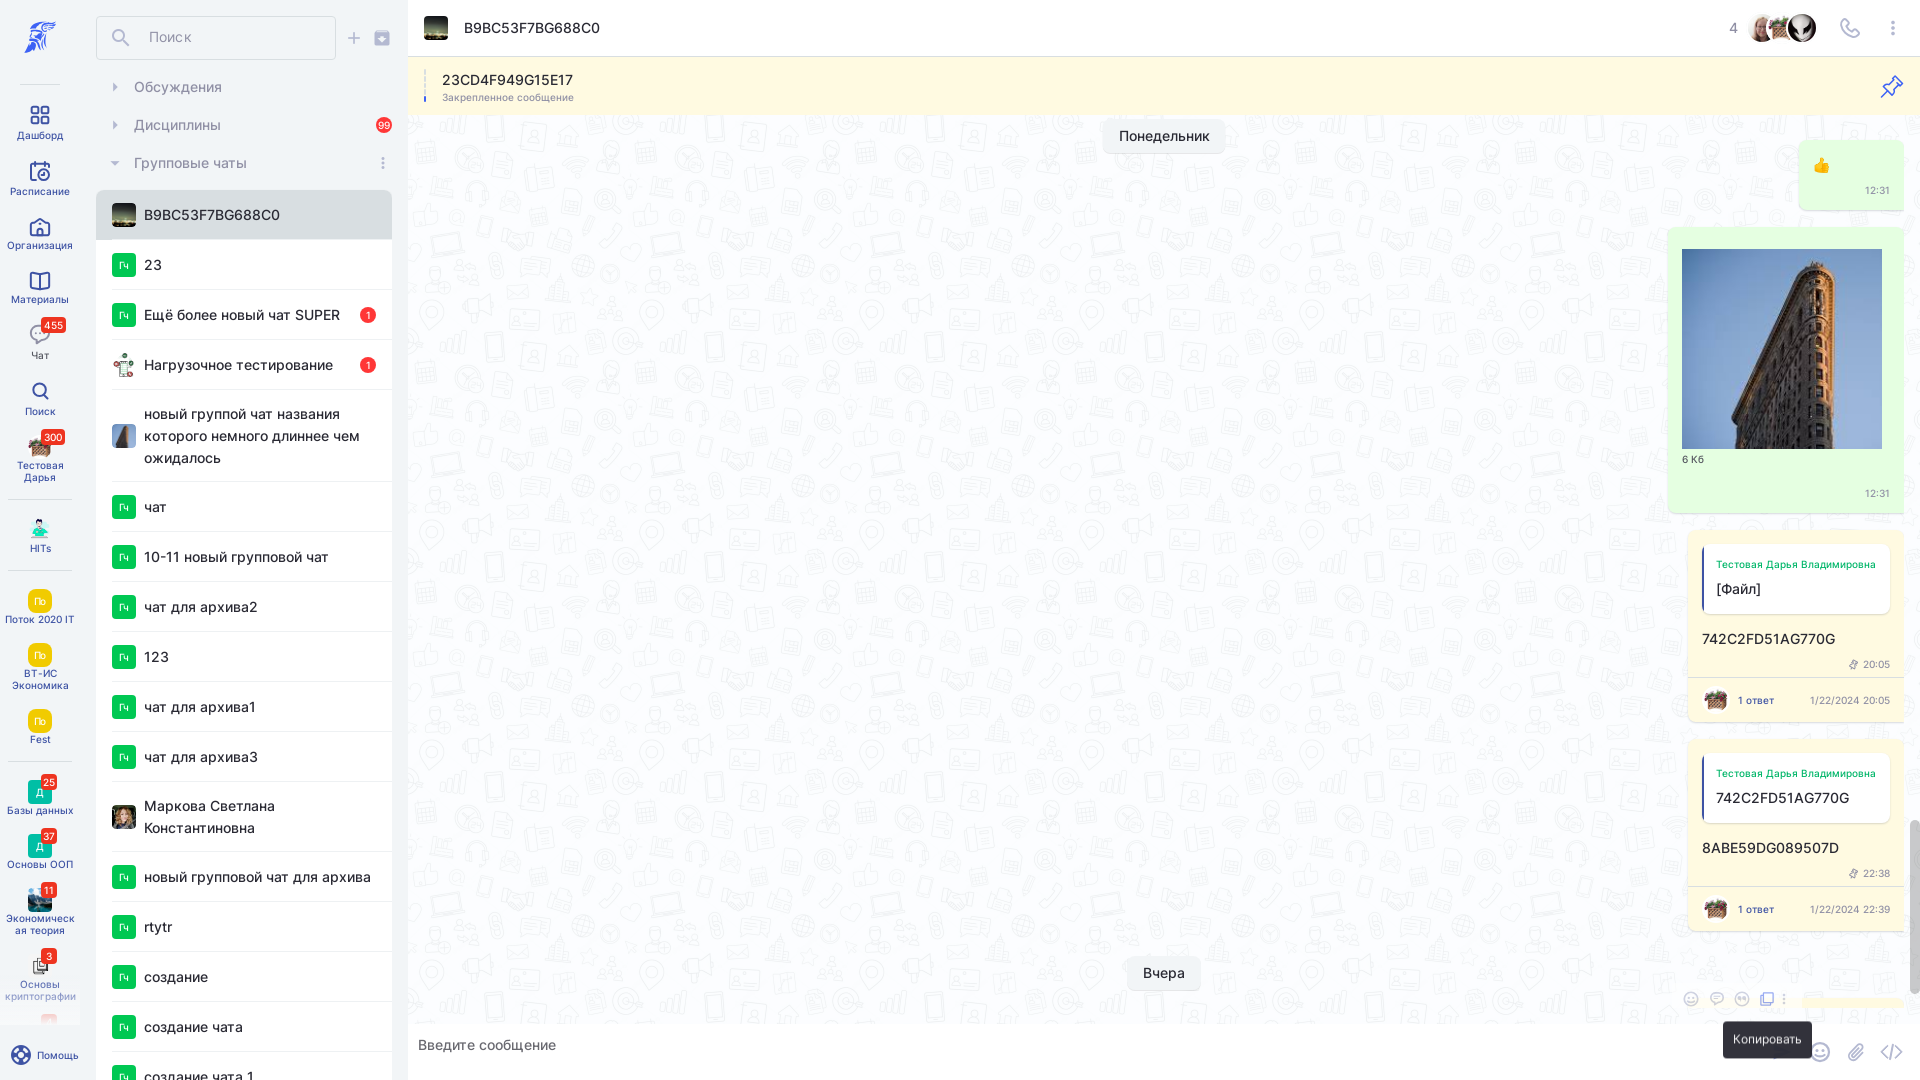 Дашборд
Расписание
Организация
Материалы
455
Чат
Поиск
300
Тестовая
Дарья
HITs
По
Поток 2020 IT
По
ВТ-ИС
Экономика
По
Fest
25
Д
Базы данных
37
Д
Основы ООП
11
Экономическ
ая теория
3
Основы
криптографии
Помощь
Поиск
Обсуждения
Дисциплины
99
Групповые чаты
B9BC53F7BG688C0
ГЧ
23
ГЧ
Ещё более новый чат SUPER
1
Нагрузочное тестирование
1
новый группой чат названия
которого немного длиннее чем
ожидалось
ГЧ
чат
ГЧ
10-11 новый групповой чат
ГЧ
чат для архива2
ГЧ
123
ГЧ
чат для архива1
ГЧ
чат для архива3
Маркова Светлана
Константиновна
ГЧ
новый групповой чат для архива
ГЧ
rtytr
ГЧ
создание
ГЧ
создание чата
ГЧ
создание чата 1
B9BC53F7BG688C0
4
23CD4F949G15E17
Закрепленное сообщение
Понедельник
12:31
6 Кб
12:31
Тестовая Дарья Владимировна
[Файл]
742C2FD51AG770G
20:05
1 ответ
1/22/2024 20:05
Тестовая Дарья Владимировна
742C2FD51AG770G
8ABE59DG089507D
22:38
1 ответ
1/22/2024 22:39
Вчера
Введите сообщение
Копировать